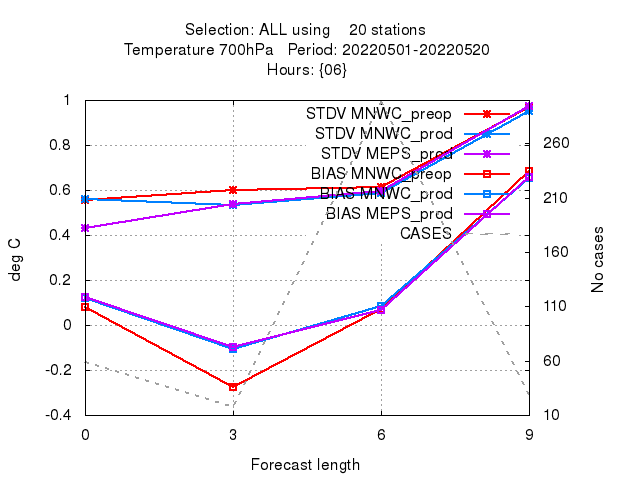 Selection: ALL using 20 stations
Temperature 700hPa Period: 20220501-20220520
Hours: {06}
STDV MNWC_preop
STDV MNWC_prod
STDV MEPS_prod
BIAS MNWC_preop
BIAS MNWC_prod
BIAS MEPS_prod
CASES
deg C
1
0.8
0.6
0.4
0.2
0
-0.2
-0.4
260
210
160
110
60
10
No cases
0 3 6 9
Forecast length